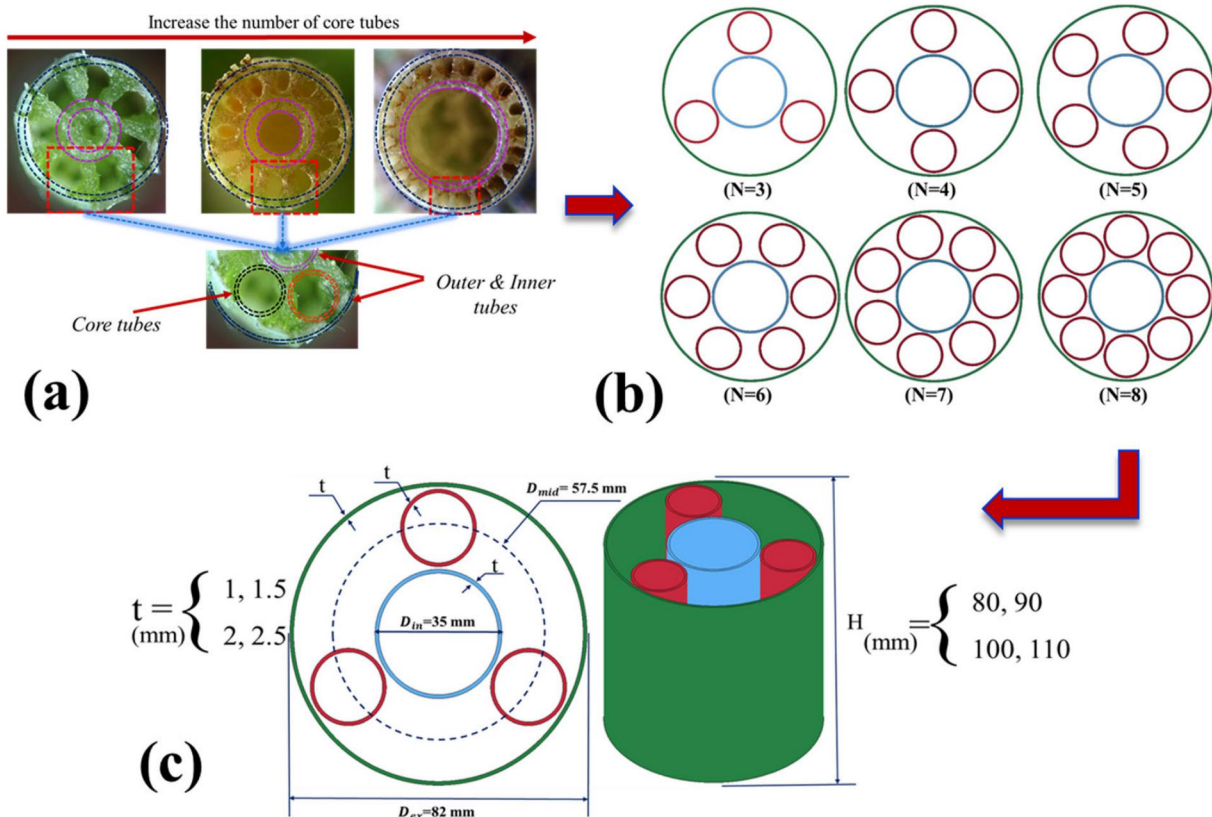 Increase the number of core tubes
Core tubes
Outer & Inner
tubes
(a)
(N=3)
(N=4)
(N=5)
(N=6)
(N=7)
(N=8)
(b)
t
t
D_mid= 57.5 mm
t
D_in=35 mm
t =
(mm)
1, 1.5
2, 2.5
H
(mm)
=
80, 90
100, 110
(c)
D_ex=82 mm